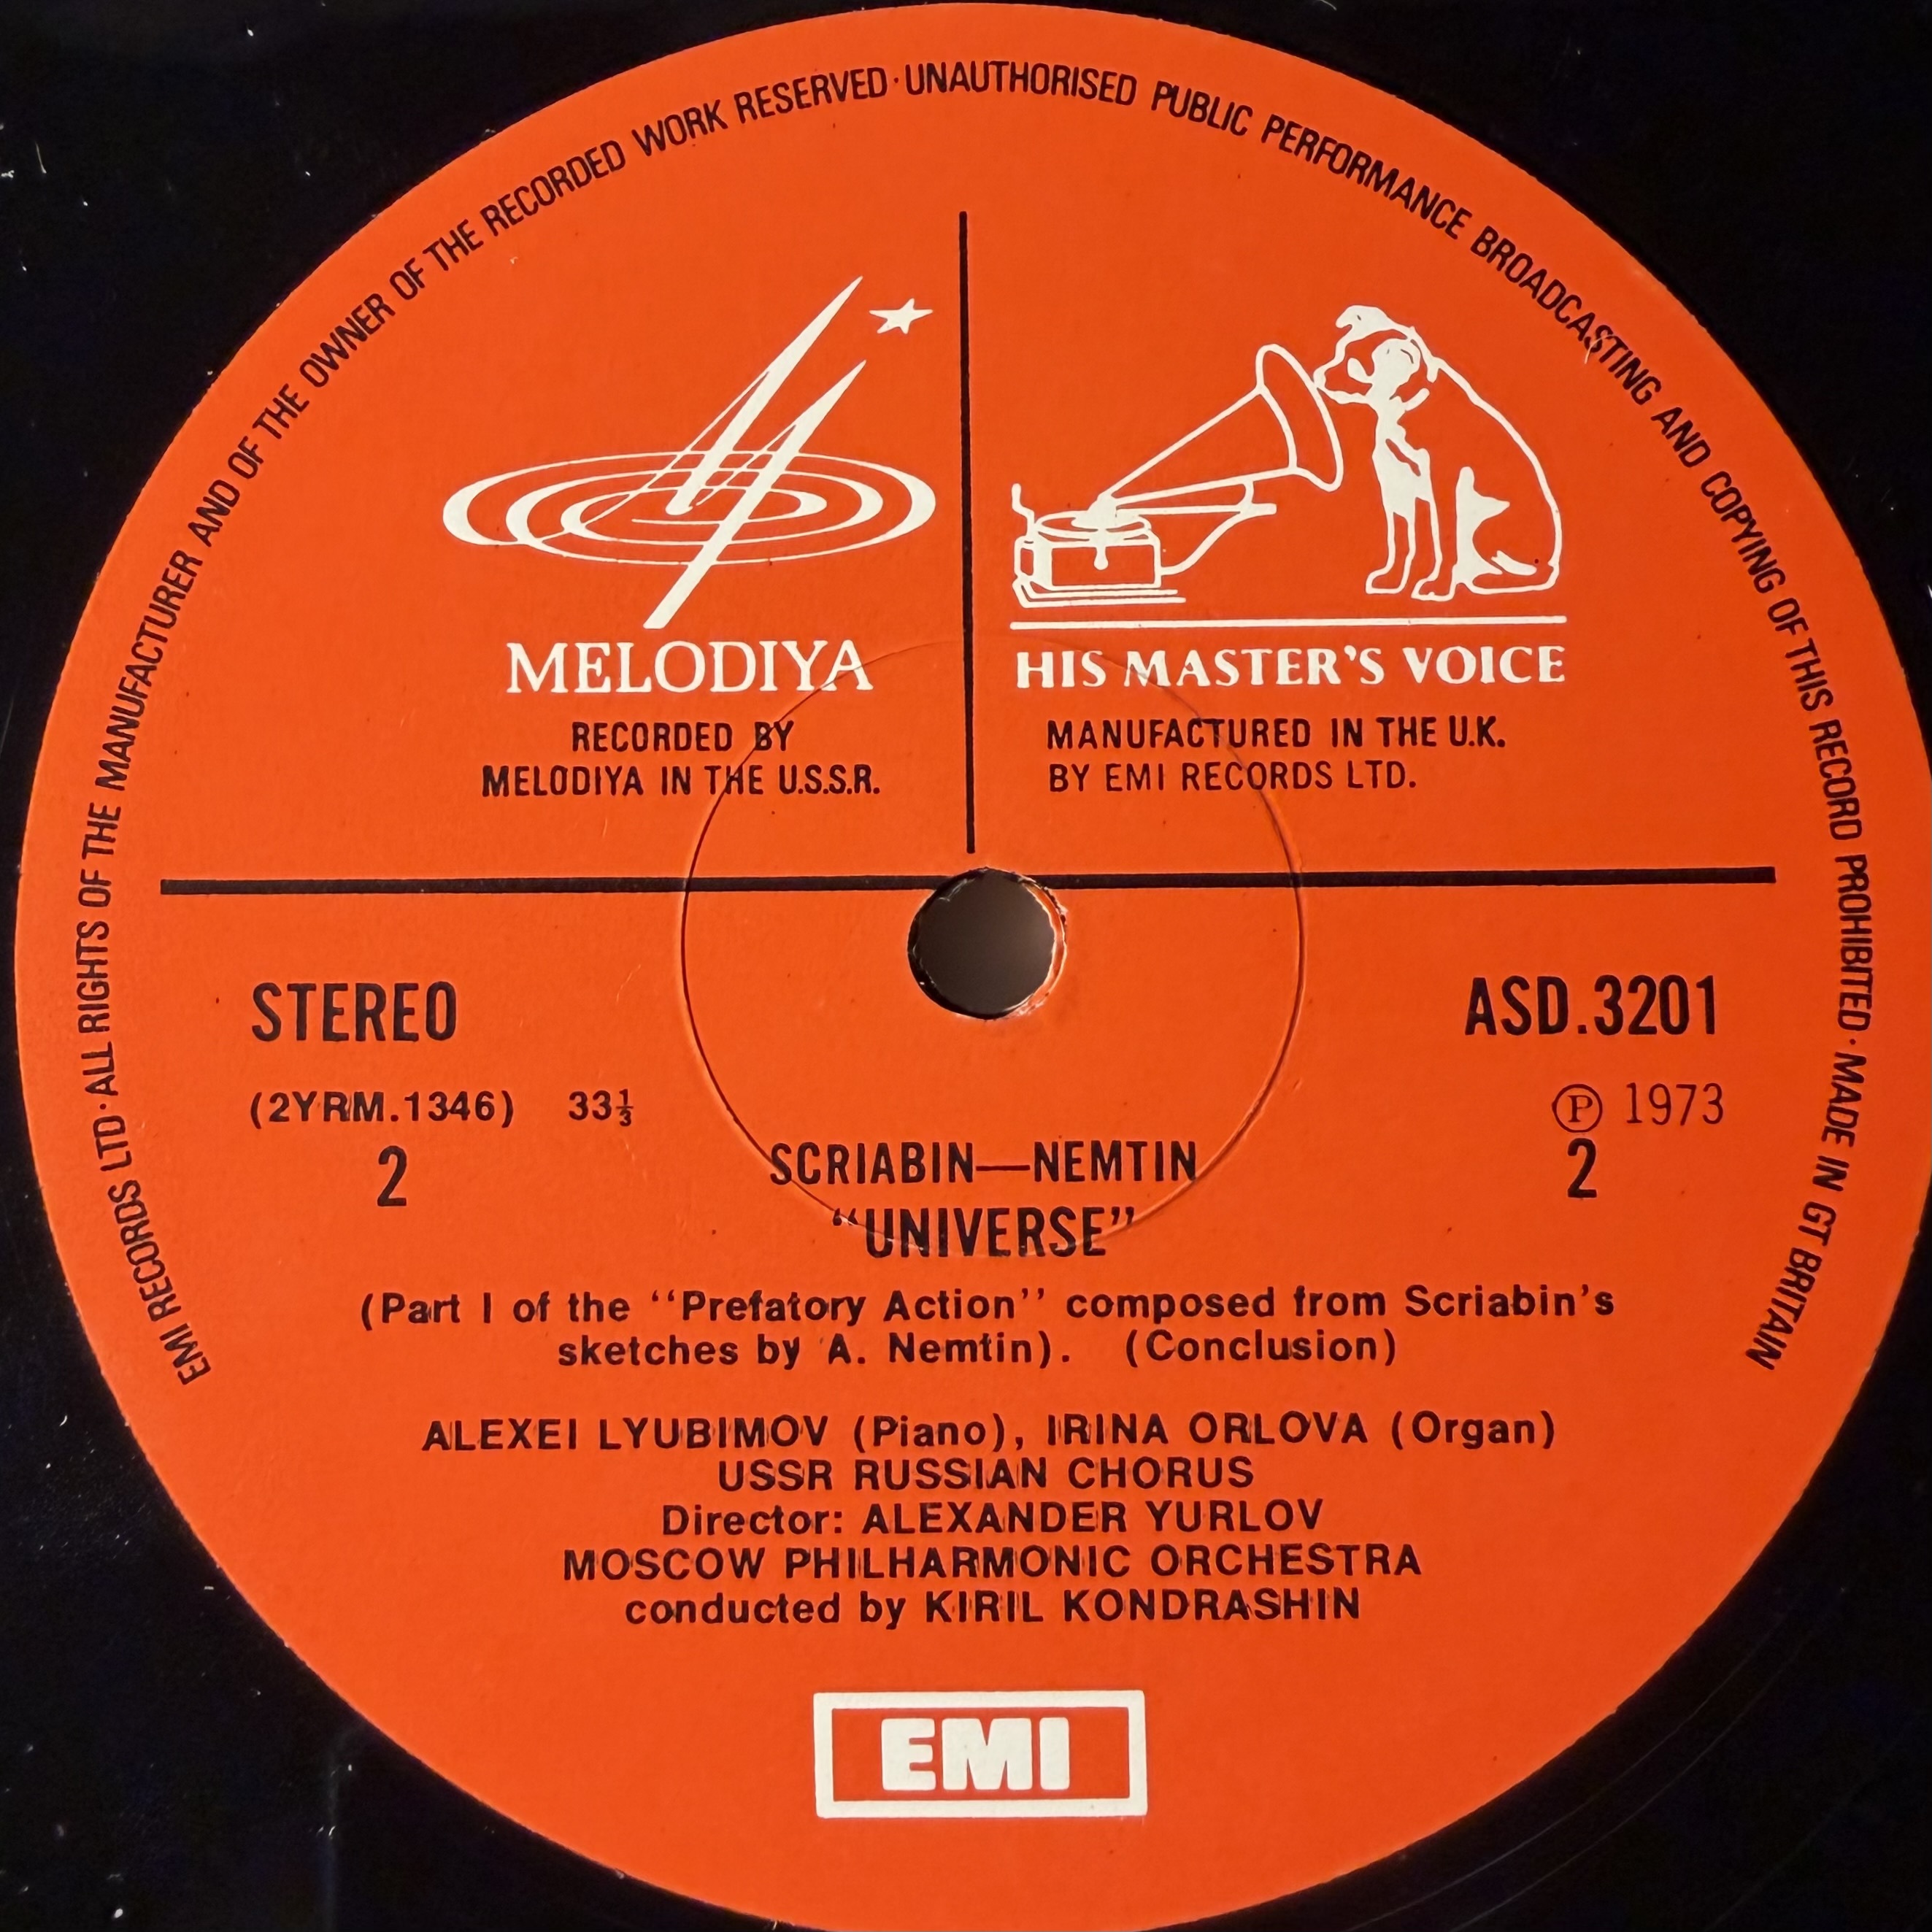 EMI RECORDS LTD · ALL RIGHTS OF THE MANUFACTURER AND OF THE OWNER OF THE RECORDED WORK RESERVED · UNAUTHORISED PUBLIC PERFORMANCE BROADCASTING AND COPYING OF THIS RECORD PROHIBITED · MADE IN GT BRITAIN
MELODIYA
RECORDED BY
MELODIYA IN THE U.S.S.R.
HIS MASTER'S VOICE
MANUFACTURED IN THE U.K.
BY EMI RECORDS LTD.
STEREO
ASD.3201
(2YRM.1346) 33⅓
Ⓟ 1973
2
2
SCRIABIN—NEMTIN
“UNIVERSE”
(Part I of the “Prefatory Action” composed from Scriabin's
sketches by A. Nemtin). (Conclusion)
ALEXEI LYUBIMOV (Piano), IRINA ORLOVA (Organ)
USSR RUSSIAN CHORUS
Director: ALEXANDER YURLOV
MOSCOW PHILHARMONIC ORCHESTRA
conducted by KIRIL KONDRASHIN
EMI